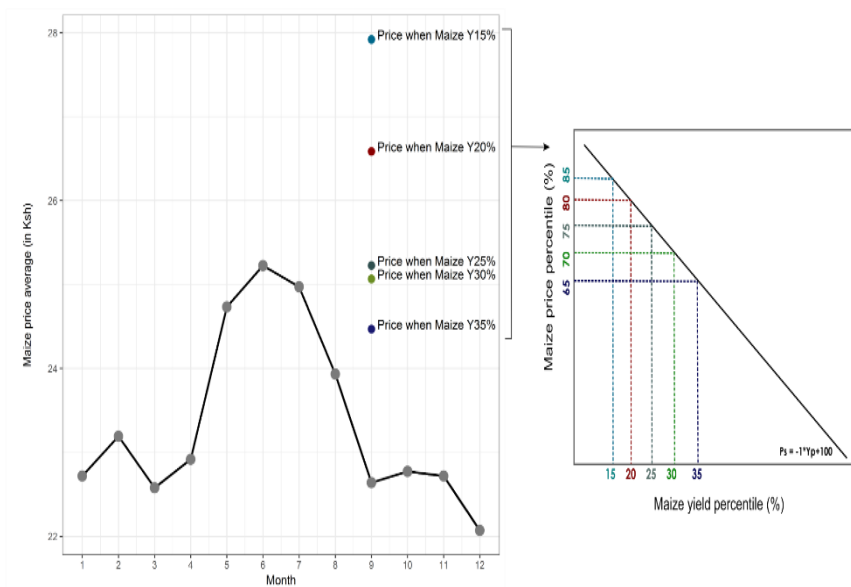 Maize price average (in Ksh)
28
26
24
22
Price when Maize Y15%
Price when Maize Y20%
Price when Maize Y25%
Price when Maize Y30%
Price when Maize Y35%
1 2 3 4 5 6 7 8 9 10 11 12
Month
Maize price percentile (%)
85
80
75
70
65
Ps = -1*Yp+100
15 20 25 30 35
Maize yield percentile (%)